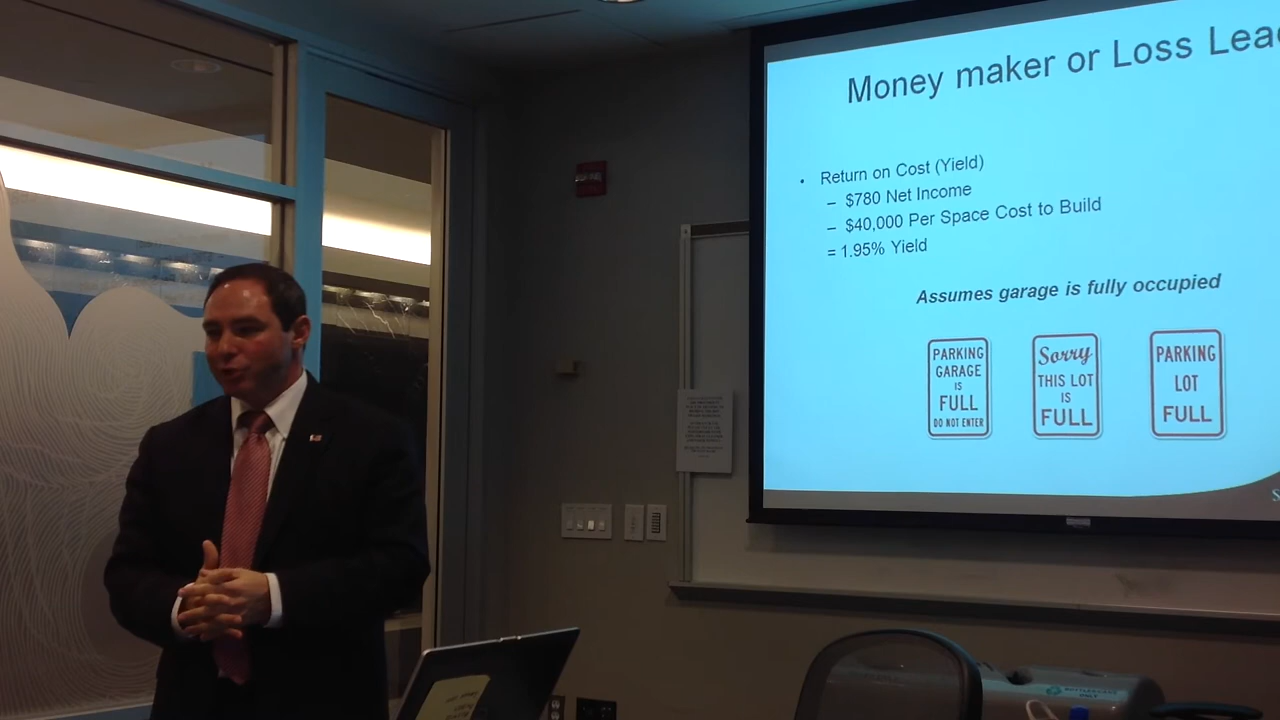 Money maker or Loss Lea
• Return on Cost (Yield)
– $780 Net Income
– $40,000 Per Space Cost to Build
= 1.95% Yield
Assumes garage is fully occupied
PARKING
GARAGE
IS
FULL
DO NOT ENTER
Sorry
THIS LOT
IS
FULL
PARKING
LOT
FULL
S